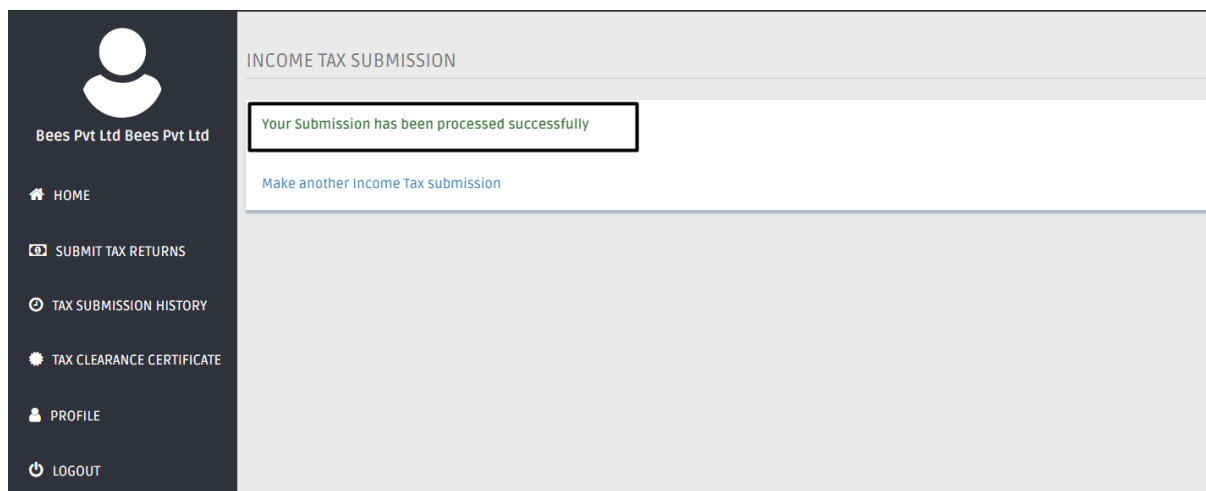 Bees Pvt Ltd Bees Pvt Ltd
HOME
SUBMIT TAX RETURNS
TAX SUBMISSION HISTORY
TAX CLEARANCE CERTIFICATE
PROFILE
LOGOUT
INCOME TAX SUBMISSION
Your Submission has been processed successfully
Make another Income Tax submission